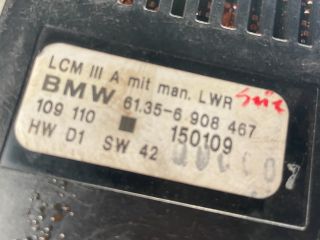 LCM III A mit man. LWR
BMW 61.35-6 908 467
109 110 150109
HW D1 SW 42